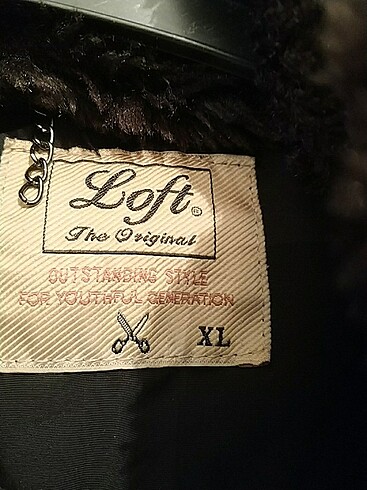 Loft®
The Original
OUTSTANDING STYLE
FOR YOUTHFUL GENERATION
XL